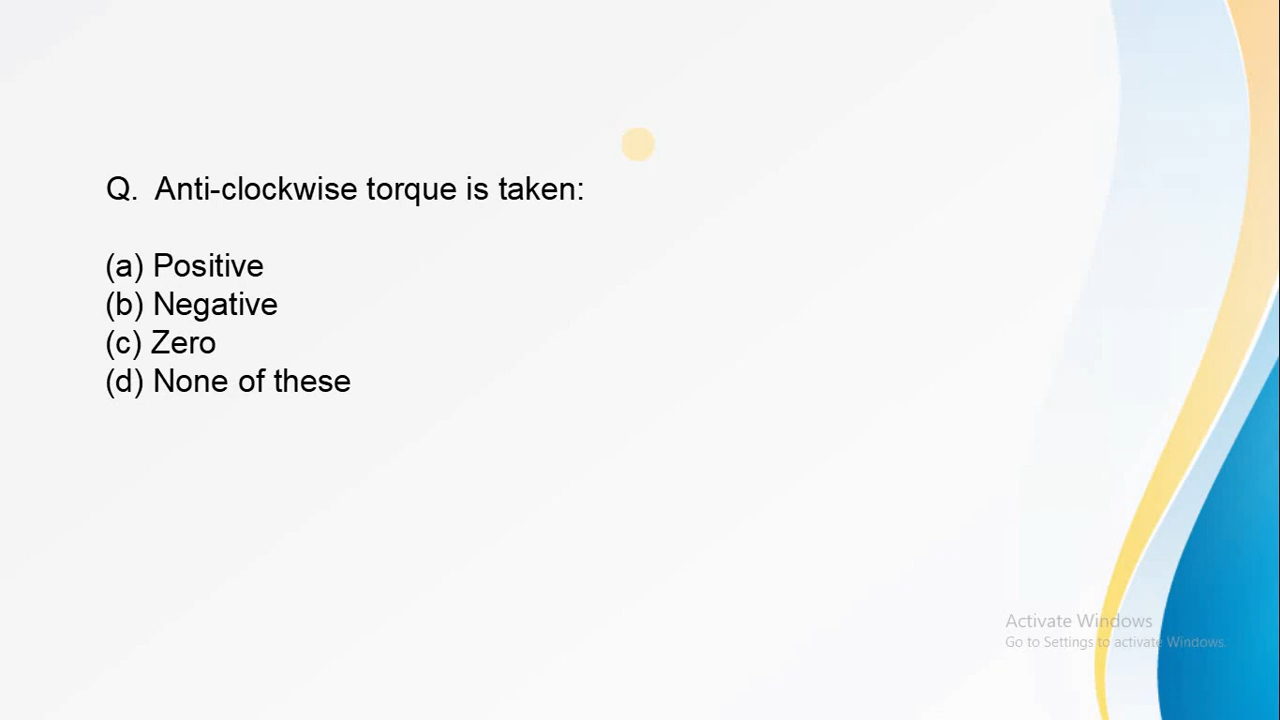 Q. Anti-clockwise torque is taken:
(a) Positive
(b) Negative
(c) Zero
(d) None of these
Activate Windows
Go to Settings to activate Windows.